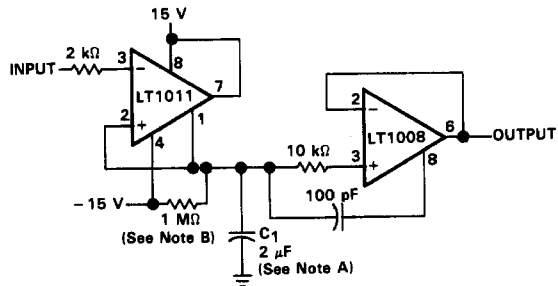 15 V
2 kΩ
INPUT
3
−
8
LT1011
7
2
+
4
1
− 15 V
1 MΩ
(See Note B)
C1
2 µF
(See Note A)
10 kΩ
100 pF
2
−
LT1008
6
3
+
8
OUTPUT